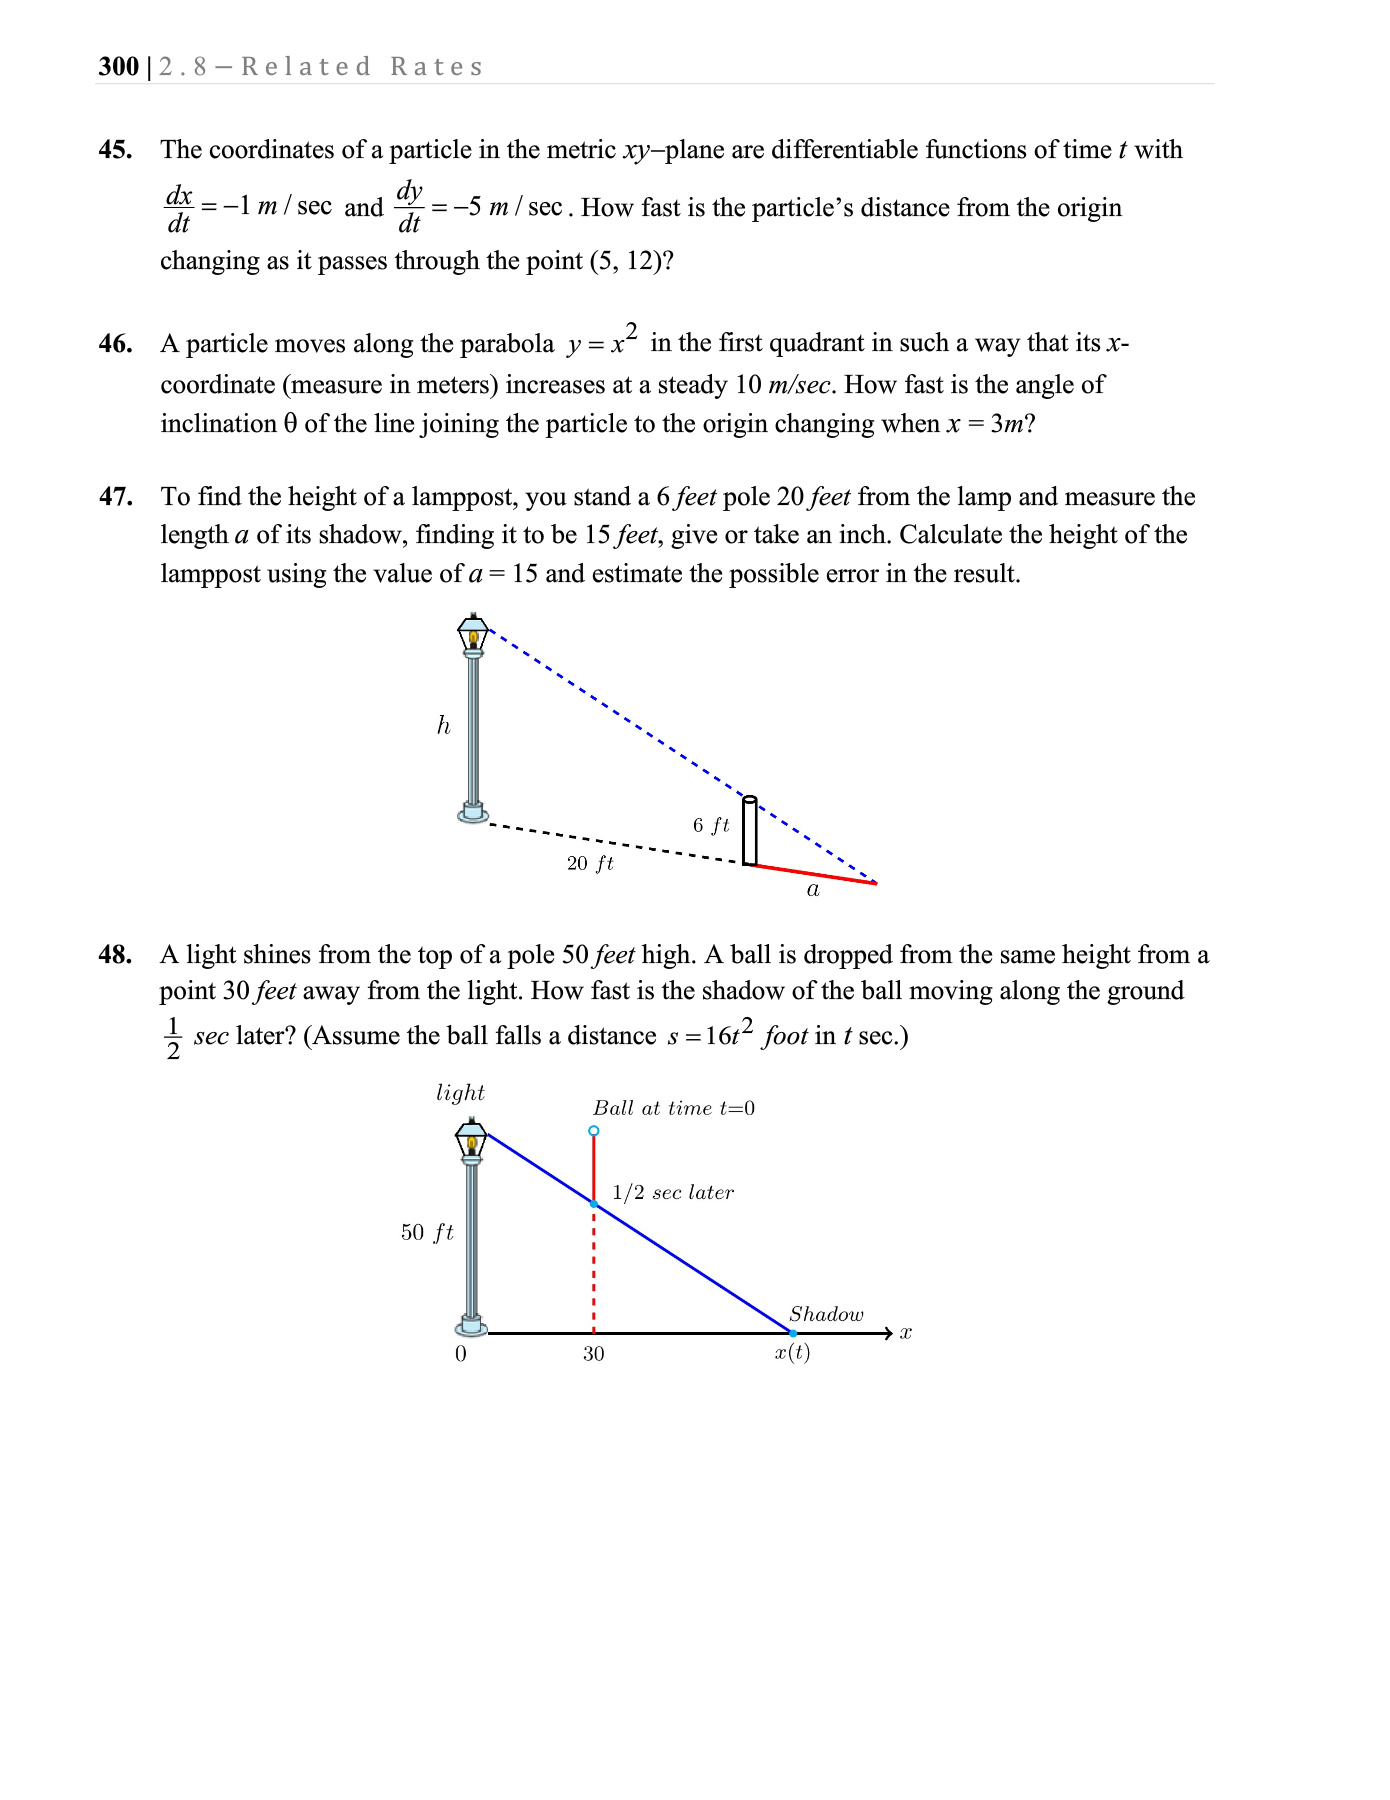 300 | 2.8 – Related Rates
45. The coordinates of a particle in the metric xy–plane are differentiable functions of time t with
dx/dt = −1 m / sec and dy/dt = −5 m / sec . How fast is the particle’s distance from the origin
changing as it passes through the point (5, 12)?
46. A particle moves along the parabola y = x² in the first quadrant in such a way that its x-
coordinate (measure in meters) increases at a steady 10 m/sec. How fast is the angle of
inclination θ of the line joining the particle to the origin changing when x = 3m?
47. To find the height of a lamppost, you stand a 6 feet pole 20 feet from the lamp and measure the
length a of its shadow, finding it to be 15 feet, give or take an inch. Calculate the height of the
lamppost using the value of a = 15 and estimate the possible error in the result.
h
6 ft
20 ft
a
48. A light shines from the top of a pole 50 feet high. A ball is dropped from the same height from a
point 30 feet away from the light. How fast is the shadow of the ball moving along the ground
1/2 sec later? (Assume the ball falls a distance s = 16t² foot in t sec.)
light
Ball at time t=0
1/2 sec later
50 ft
Shadow
x
0 30 x(t)